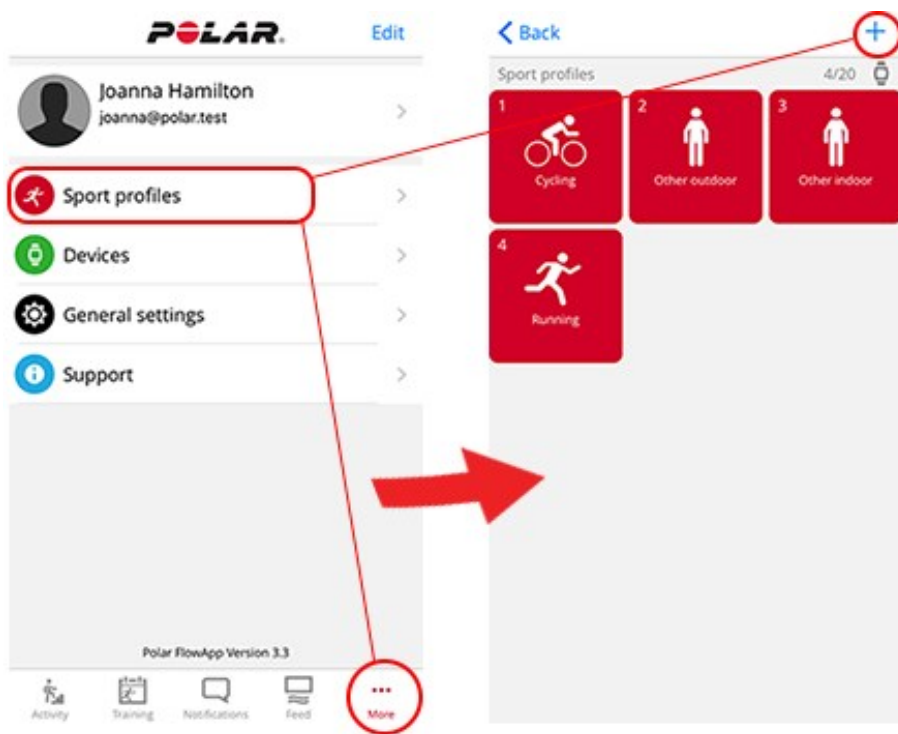 POLAR.
Edit
Joanna Hamilton
joanna@polar.test
Sport profiles
Devices
General settings
Support
Polar FlowApp Version 3.3
Activity
Training
Notifications
Feed
More
Back
+
Sport profiles
4/20
1
Cycling
2
Other outdoor
3
Other indoor
4
Running